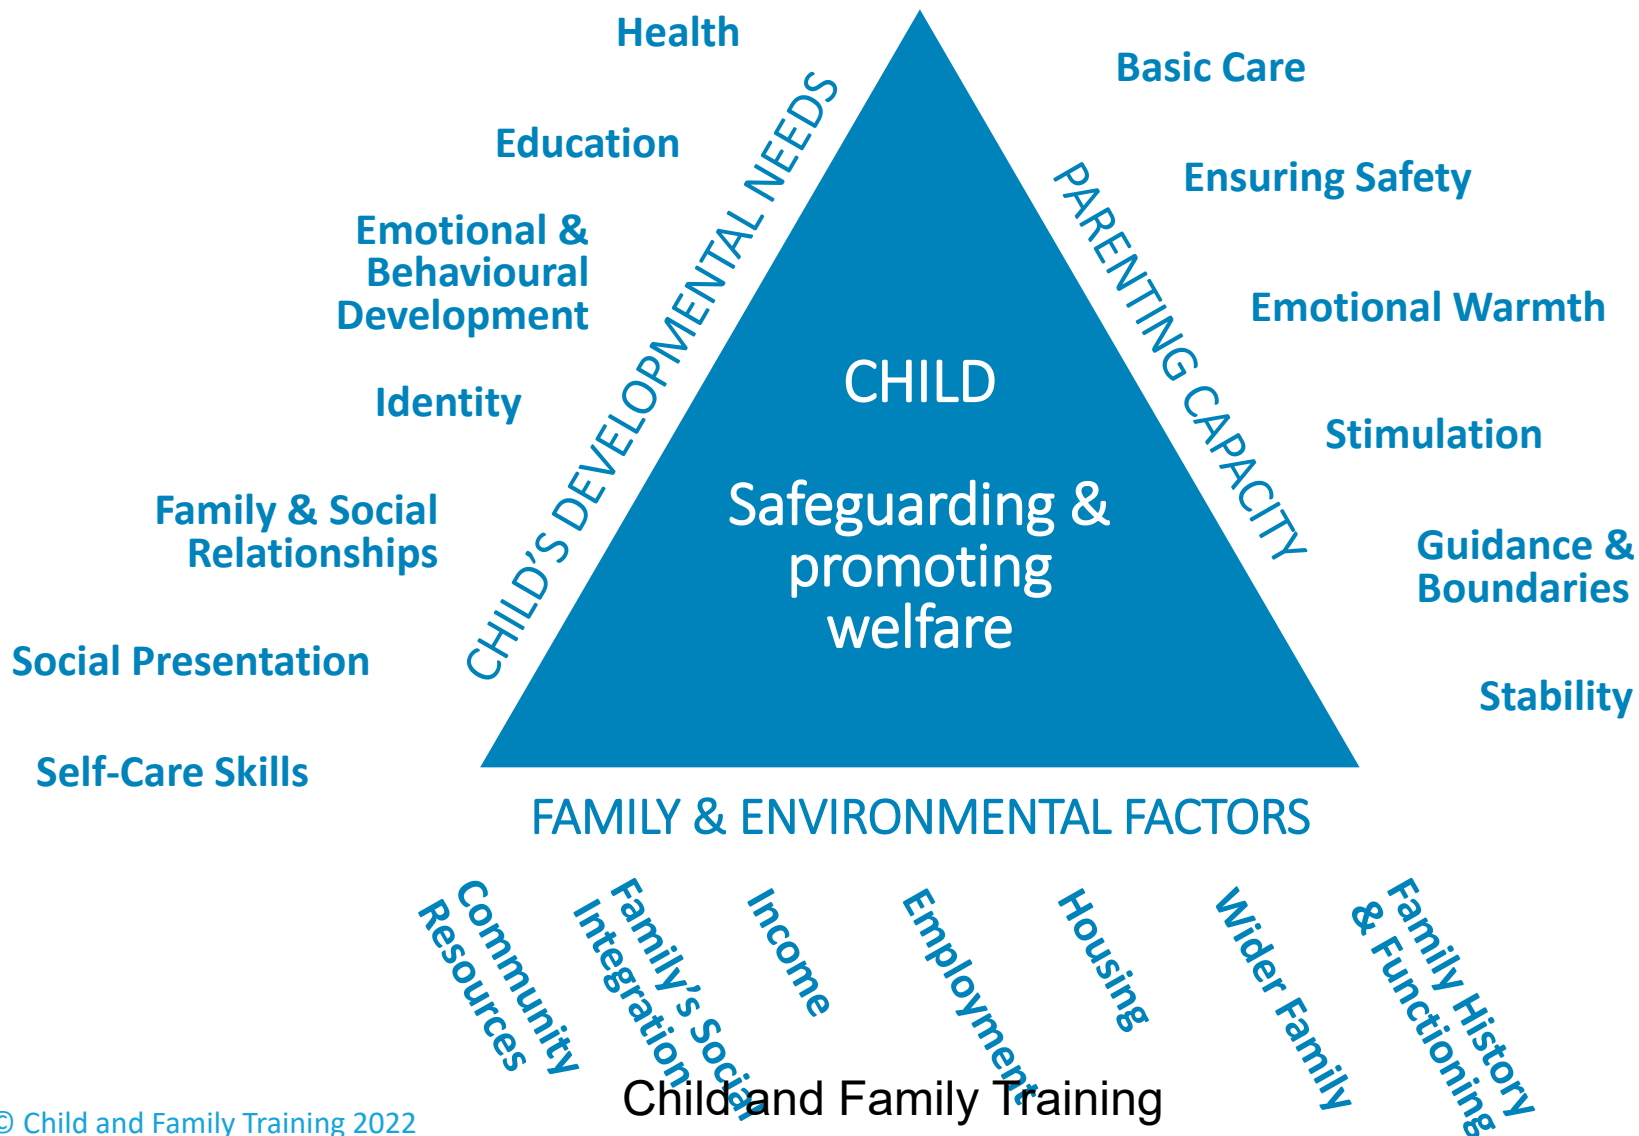 Health
Education
Emotional &
Behavioural
Development
Identity
Family & Social
Relationships
Social Presentation
Self-Care Skills
CHILD'S DEVELOPMENTAL NEEDS
CHILD
Safeguarding &
promoting
welfare
PARENTING CAPACITY
Basic Care
Ensuring Safety
Emotional Warmth
Stimulation
Guidance &
Boundaries
Stability
FAMILY & ENVIRONMENTAL FACTORS
Community
Resources
Family's Social
Integration
Income
Employment
Housing
Wider Family
Family History
& Functioning
Child and Family Training
© Child and Family Training 2022